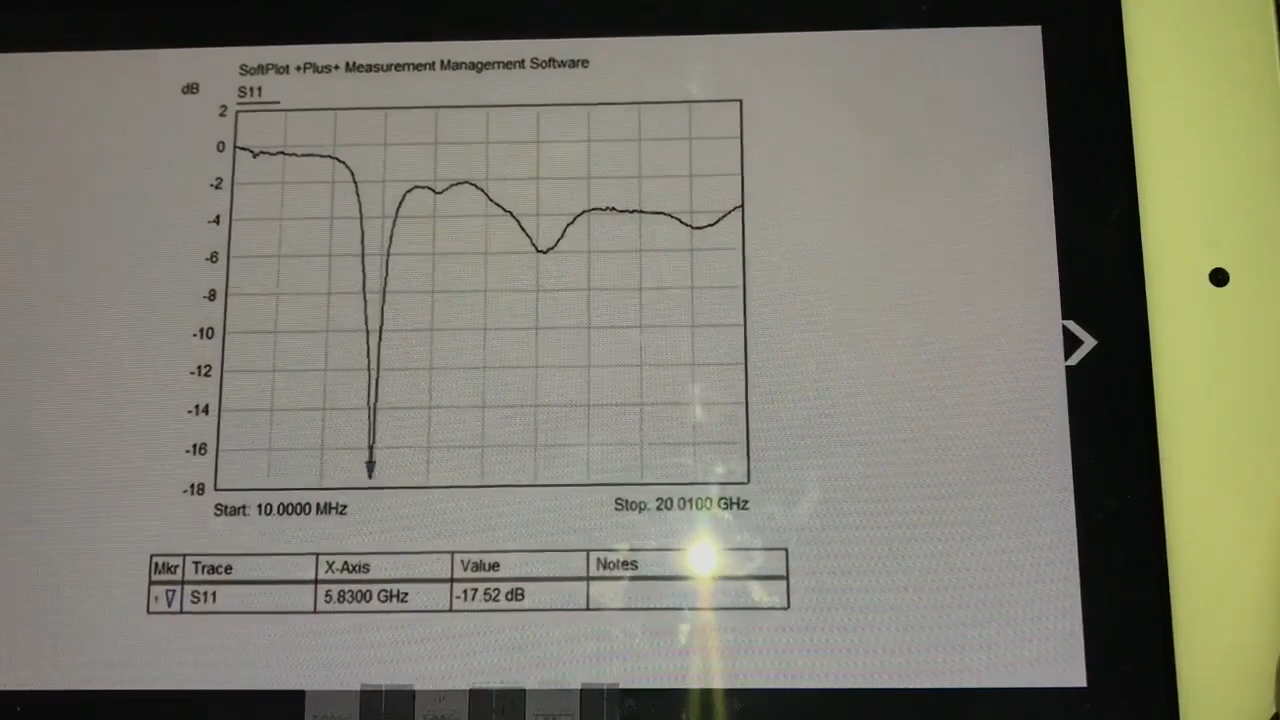 SoftPlot +Plus+ Measurement Management Software
dB
S11
2
0
-2
-4
-6
-8
-10
-12
-14
-16
-18
Start: 10.0000 MHz
Stop: 20.0100 GHz
Mkr Trace X-Axis Value Notes
1 S11 5.8300 GHz -17.52 dB